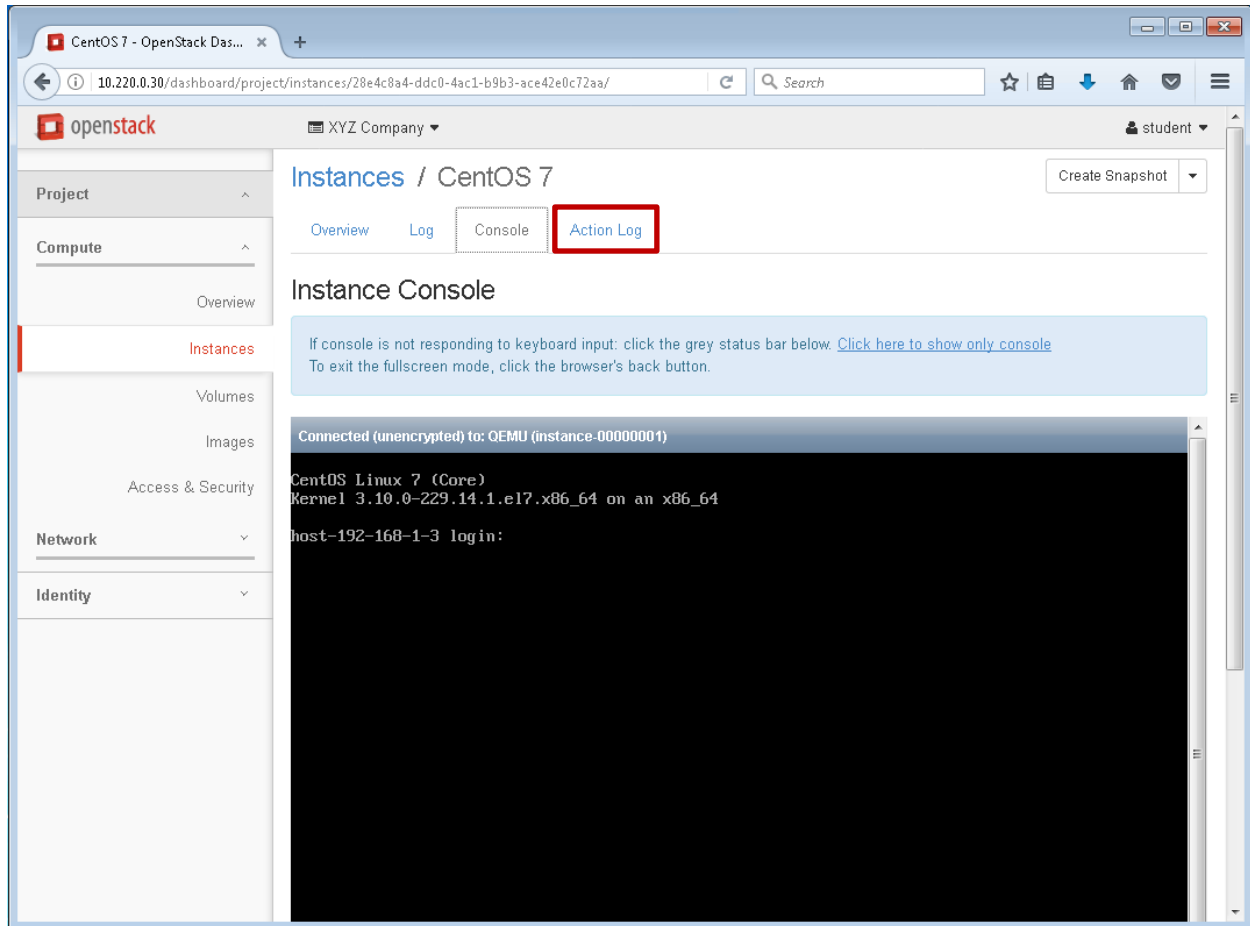 CentOS 7 - OpenStack Das...
10.220.0.30/dashboard/project/instances/28e4c8a4-ddc0-4ac1-b9b3-ace42e0c72aa/
Search
openstack
XYZ Company
student
Project
Compute
Overview
Instances
Volumes
Images
Access & Security
Network
Identity
Instances / CentOS 7
Create Snapshot
Overview Log Console Action Log
Instance Console
If console is not responding to keyboard input: click the grey status bar below. Click here to show only console
To exit the fullscreen mode, click the browser's back button.
Connected (unencrypted) to: QEMU (instance-00000001)
CentOS Linux 7 (Core)
Kernel 3.10.0-229.14.1.el7.x86_64 on an x86_64
host-192-168-1-3 login: